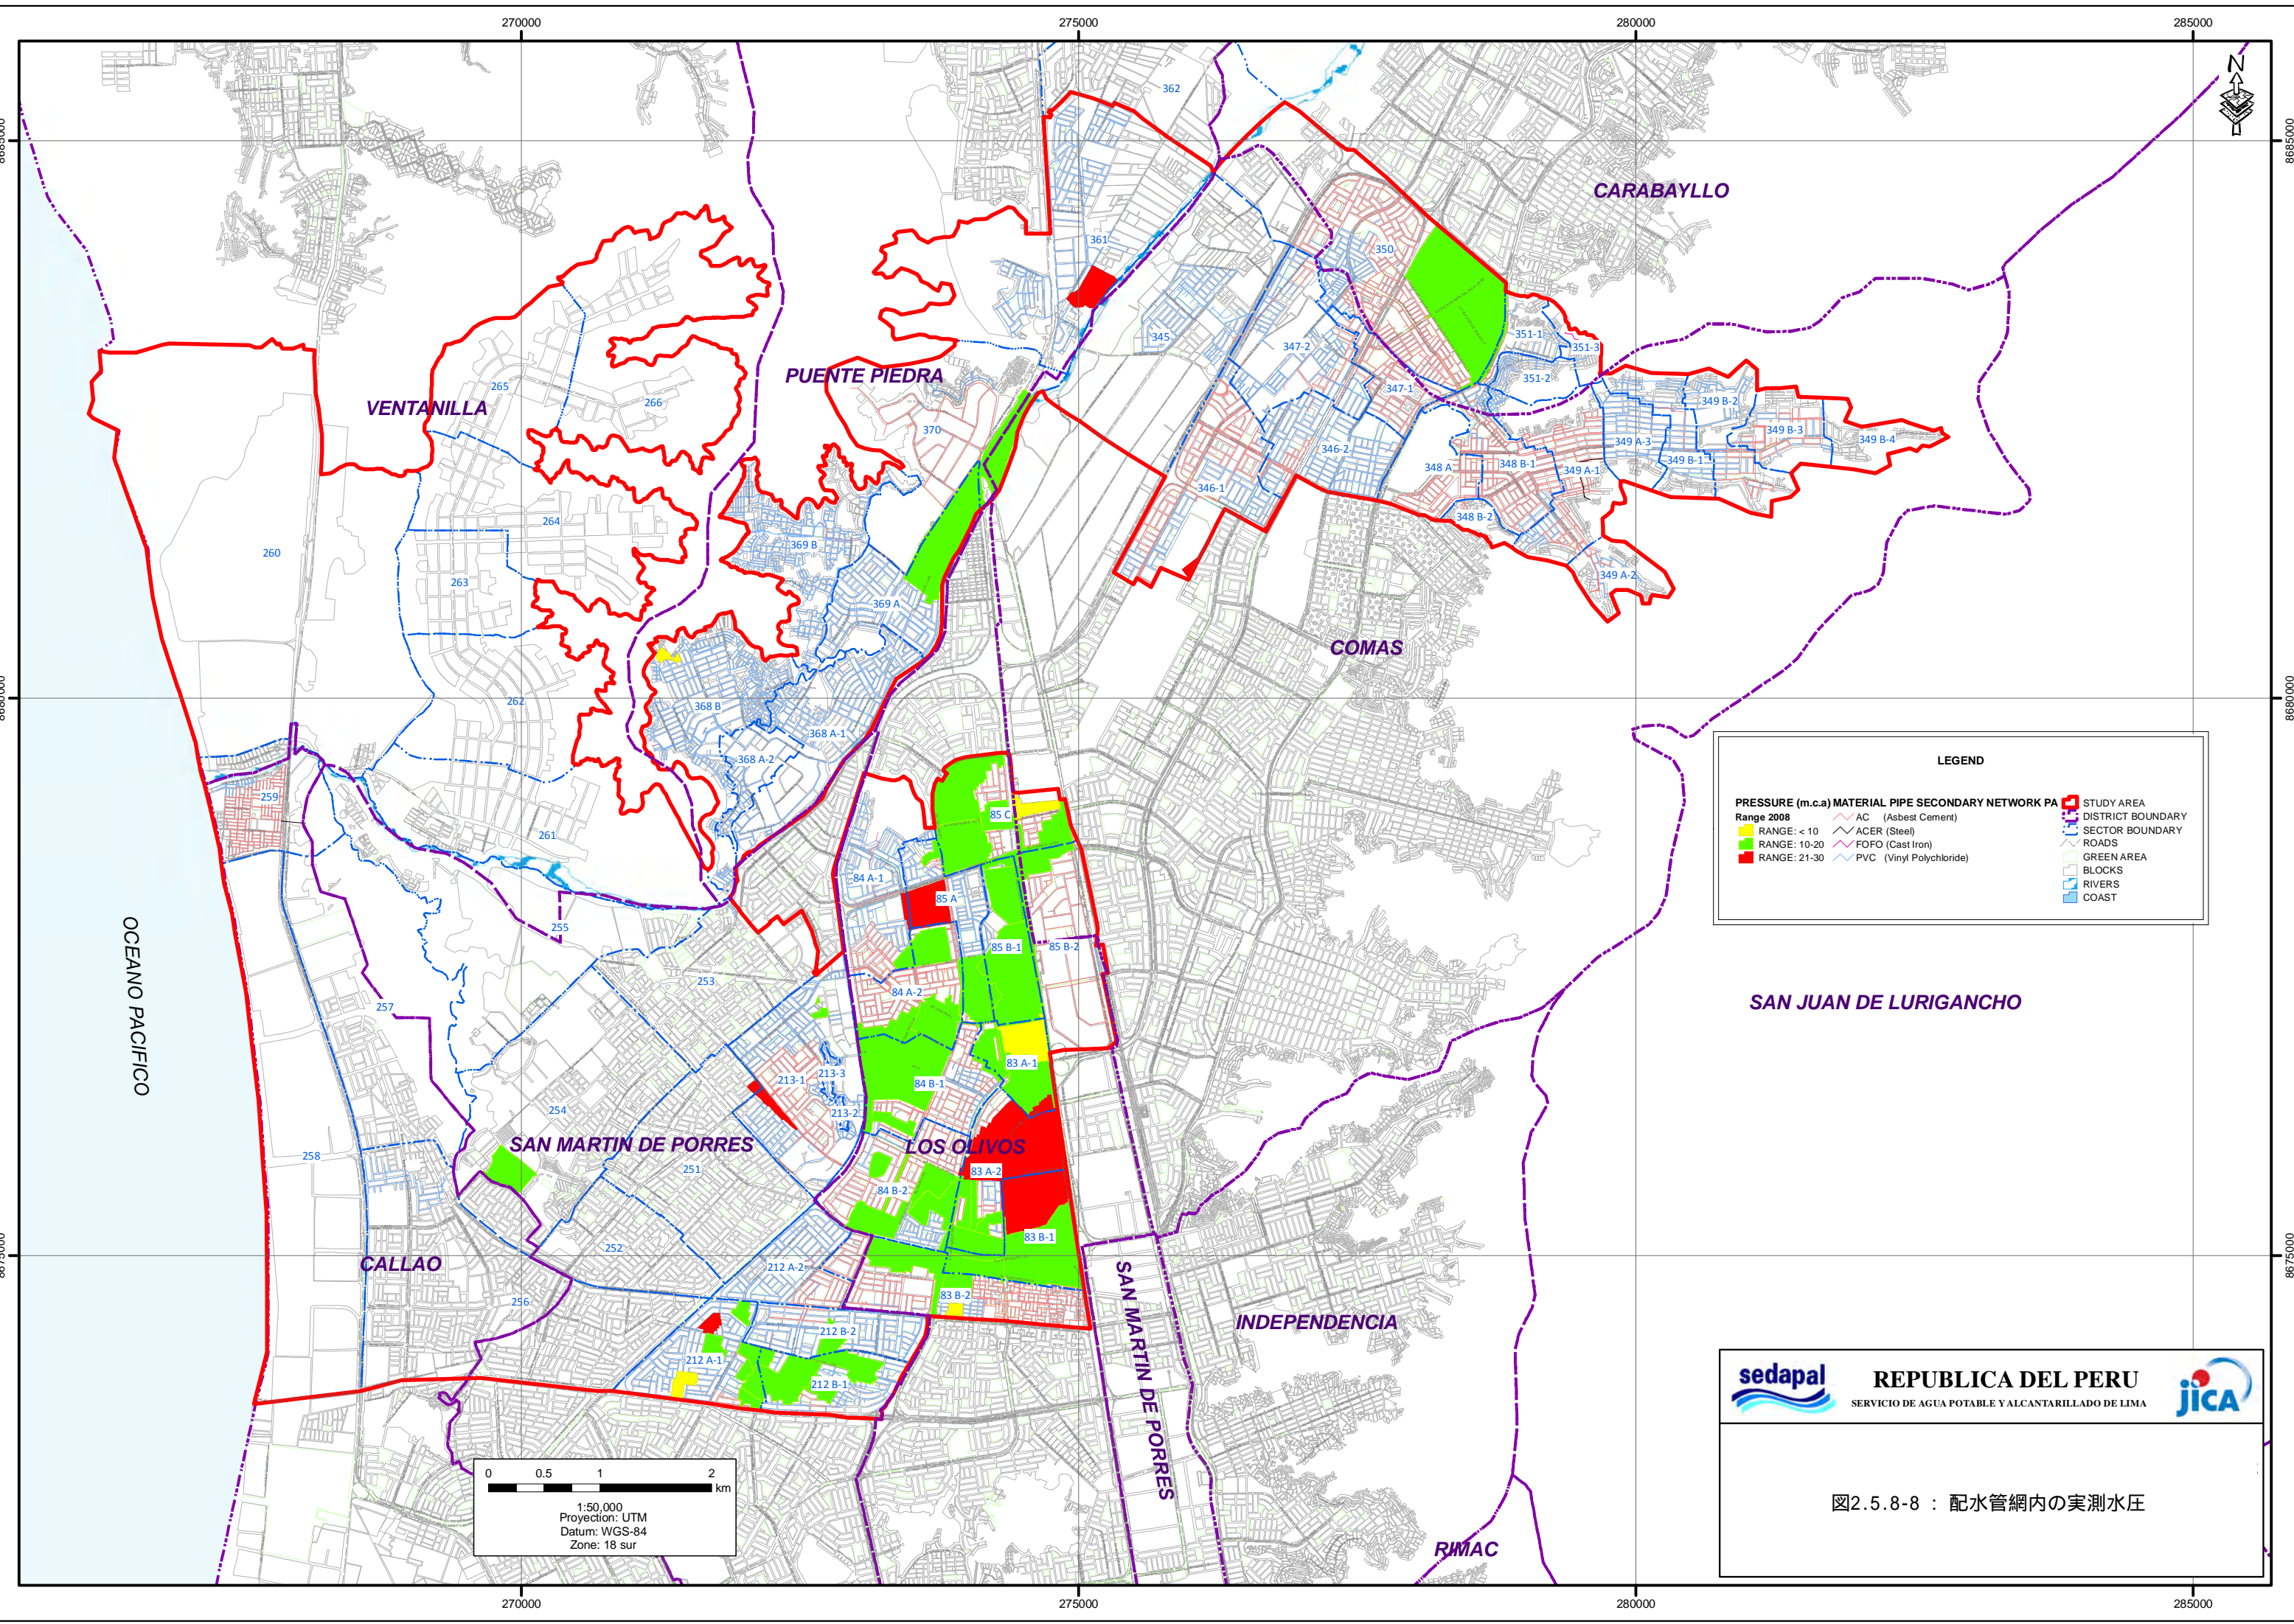 270000
275000
280000
285000
8685000
8685000
N
362
CARABAYLLO
361
350
345
351-1
351-3
347-2
351-2
PUENTE PIEDRA
347-1
265
266
VENTANILLA
349 B-2
370
349 B-3
349 B-4
349 A-3
346-2
349 B-1
348 A
348 B-1
349 A-1
346-1
348 B-2
264
369 B
260
263
349 A-2
369 A
COMAS
8680000
8680000
262
368 B
368 A-1
368 A-2
259
261
85 C
84 A-1
85 A
255
85 B-1
85 B-2
253
84 A-2
257
OCEANO PACIFICO
SAN JUAN DE LURIGANCHO
83 A-1
213-3
213-1
84 B-1
213-2
254
SAN MARTIN DE PORRES
LOS OLIVOS
258
251
83 A-2
84 B-2
83 B-1
252
CALLAO
212 A-2
8675000
8675000
256
83 B-2
SAN MARTIN DE PORRES
INDEPENDENCIA
212 B-2
212 A-1
212 B-1
RIMAC
LEGEND
PRESSURE (m.c.a)
Range 2008
RANGE: < 10
RANGE: 10-20
RANGE: 21-30
MATERIAL PIPE SECONDARY NETWORK PA
AC (Asbest Cement)
ACER (Steel)
FOFO (Cast Iron)
PVC (Vinyl Polychloride)
STUDY AREA
DISTRICT BOUNDARY
SECTOR BOUNDARY
ROADS
GREEN AREA
BLOCKS
RIVERS
COAST
0 0.5 1 2
km
1:50,000
Proyection: UTM
Datum: WGS-84
Zone: 18 sur
sedapal
REPUBLICA DEL PERU
SERVICIO DE AGUA POTABLE Y ALCANTARILLADO DE LIMA
jICA
図2.5.8-8 : 配水管網内の実測水圧
270000
275000
280000
285000